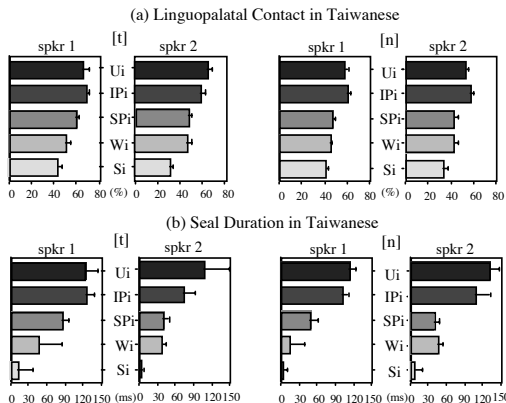 (a) Linguopalatal Contact in Taiwanese
spkr 1 [t] spkr 2 spkr 1 [n] spkr 2
Ui Ui
IPi IPi
SPi SPi
Wi Wi
Si Si
0 20 40 60 80 (%) 0 20 40 60 80 0 20 40 60 80 (%) 0 20 40 60 80
(b) Seal Duration in Taiwanese
spkr 1 [t] spkr 2 spkr 1 [n] spkr 2
Ui Ui
IPi IPi
SPi SPi
Wi Wi
Si Si
0 30 60 90 120 150 (ms) 0 30 60 90 120 150 0 30 60 90 120 150 (ms) 0 30 60 90 120 150